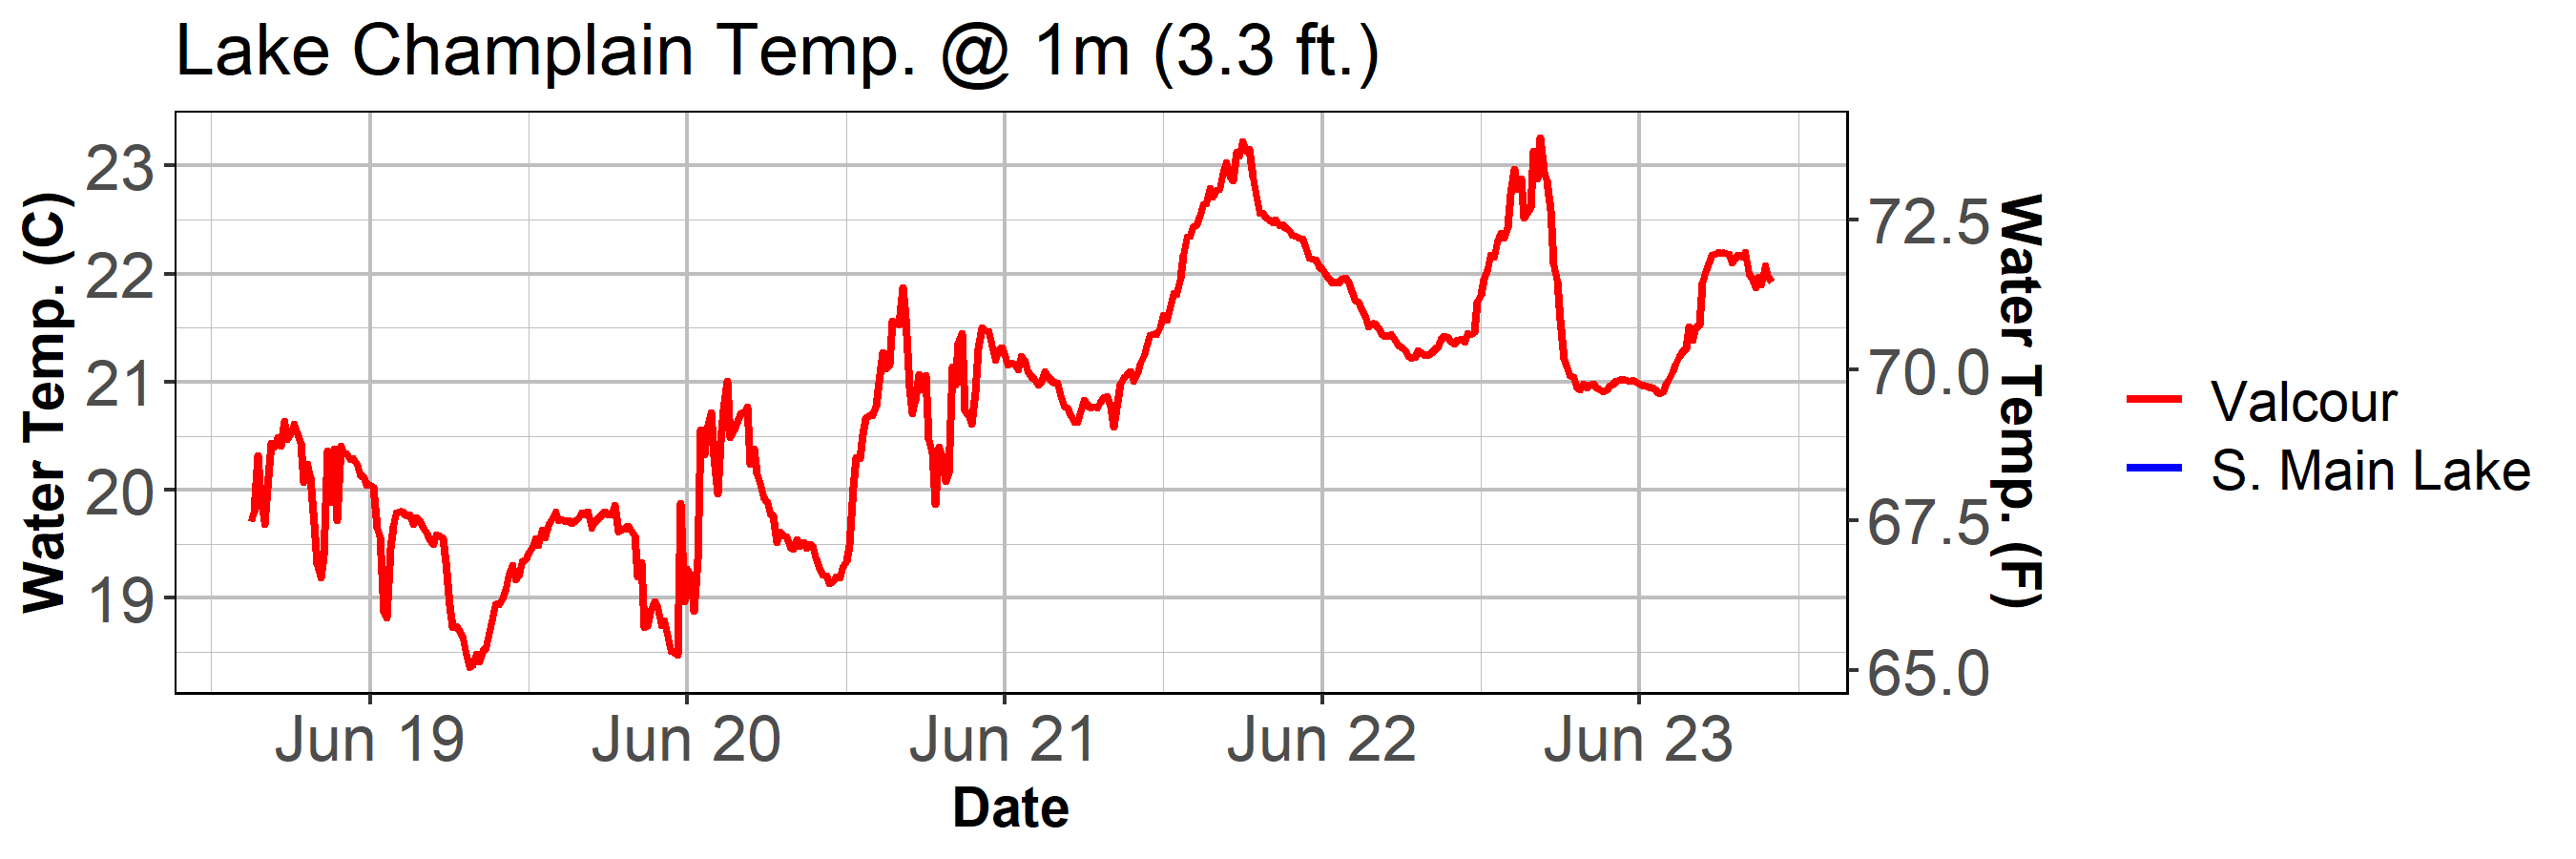 Lake Champlain Temp. @ 1m (3.3 ft.)
Water Temp. (C)
23
22
21
20
19
72.5
70.0
67.5
65.0
Water Temp. (F)
Jun 19
Jun 20
Jun 21
Jun 22
Jun 23
Date
Valcour
S. Main Lake